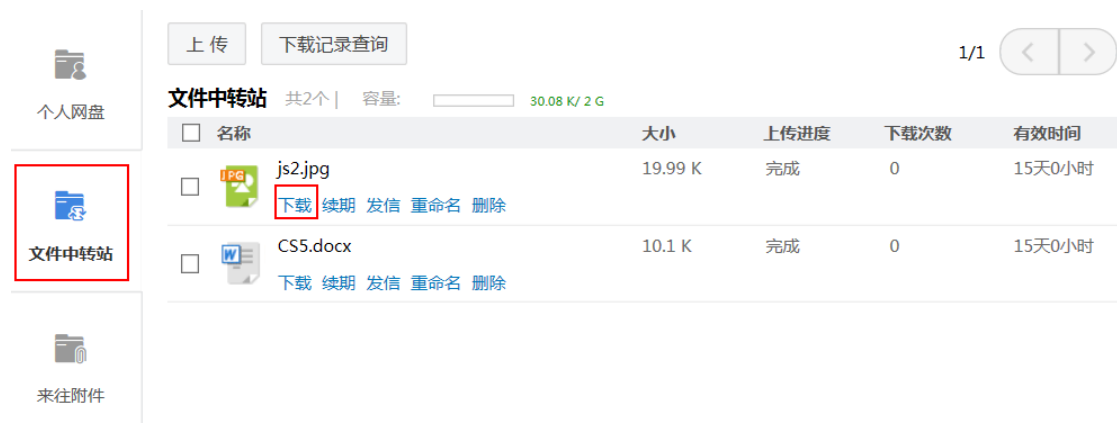 上 传 下载记录查询 1/1
个人网盘
文件中转站 共2个 | 容量: 30.08 K/ 2 G
名称 大小 上传进度 下载次数 有效时间
JPG js2.jpg 19.99 K 完成 0 15天0小时
下载 续期 发信 重命名 删除
文件中转站
W CS5.docx 10.1 K 完成 0 15天0小时
下载 续期 发信 重命名 删除
来往附件